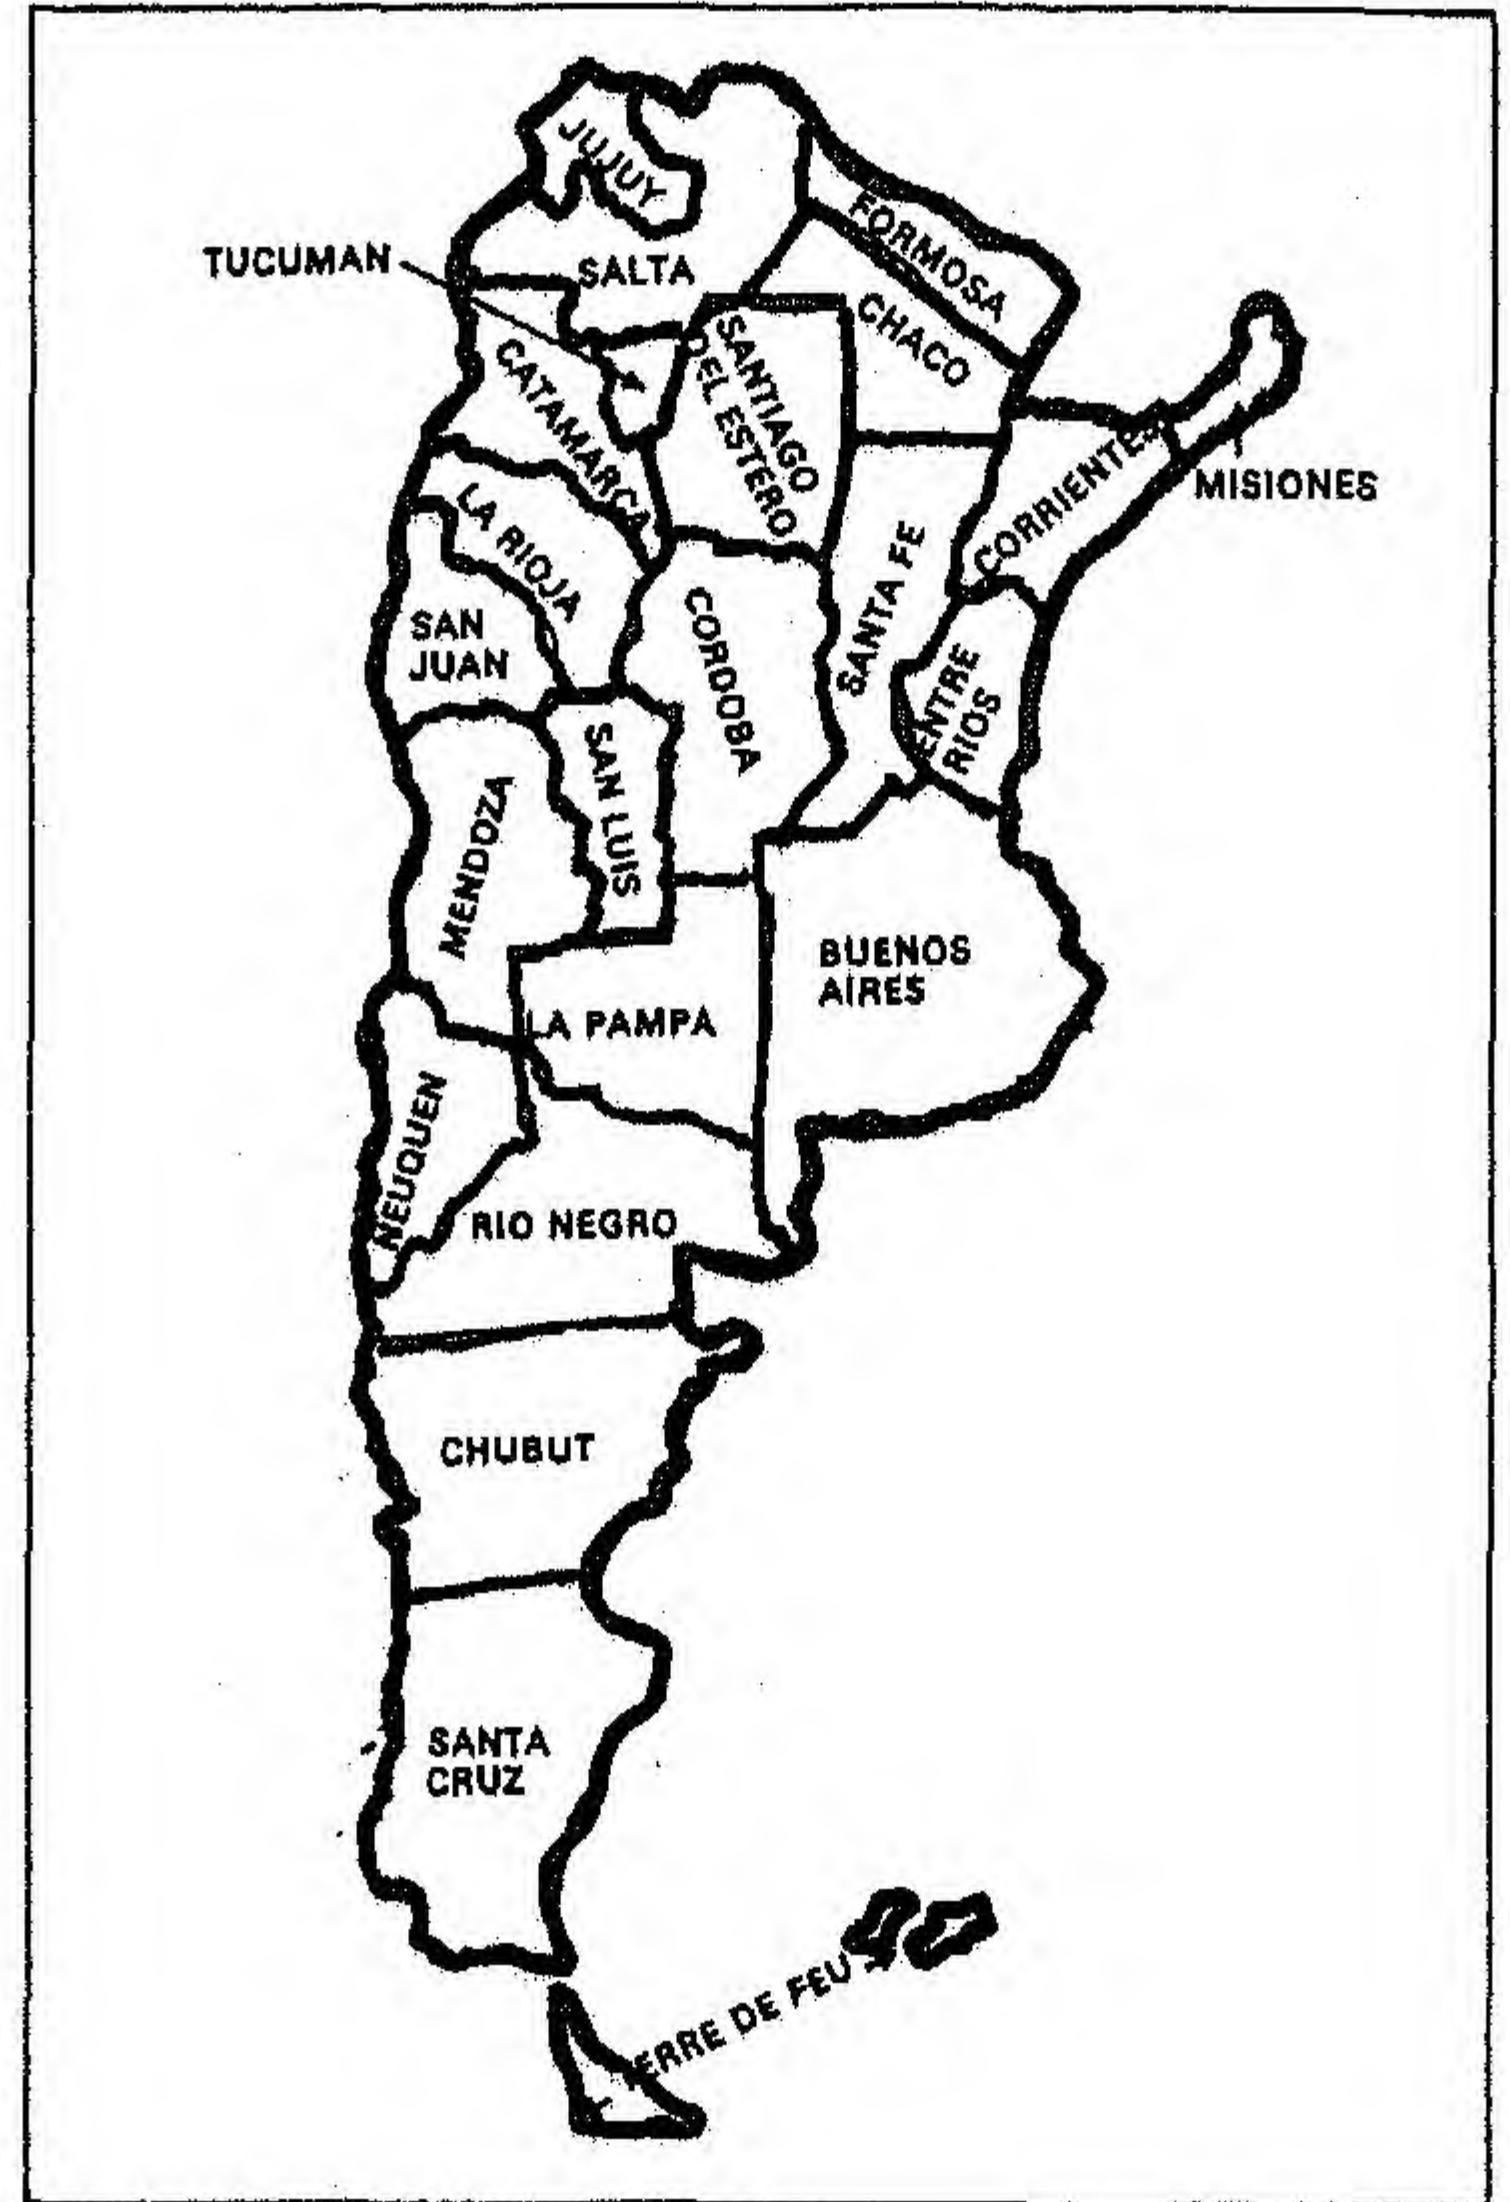 JUJUY
FORMOSA
TUCUMAN
SALTA
CHACO
SANTIAGO
DEL ESTERO
CATAMARCA
CORRIENTES
MISIONES
LA RIOJA
SANTA FE
SAN
JUAN
CORDOBA
ENTRE
RIOS
SAN LUIS
MENDOZA
BUENOS
AIRES
LA PAMPA
NEUQUEN
RIO NEGRO
CHUBUT
SANTA
CRUZ
TERRE DE FEU